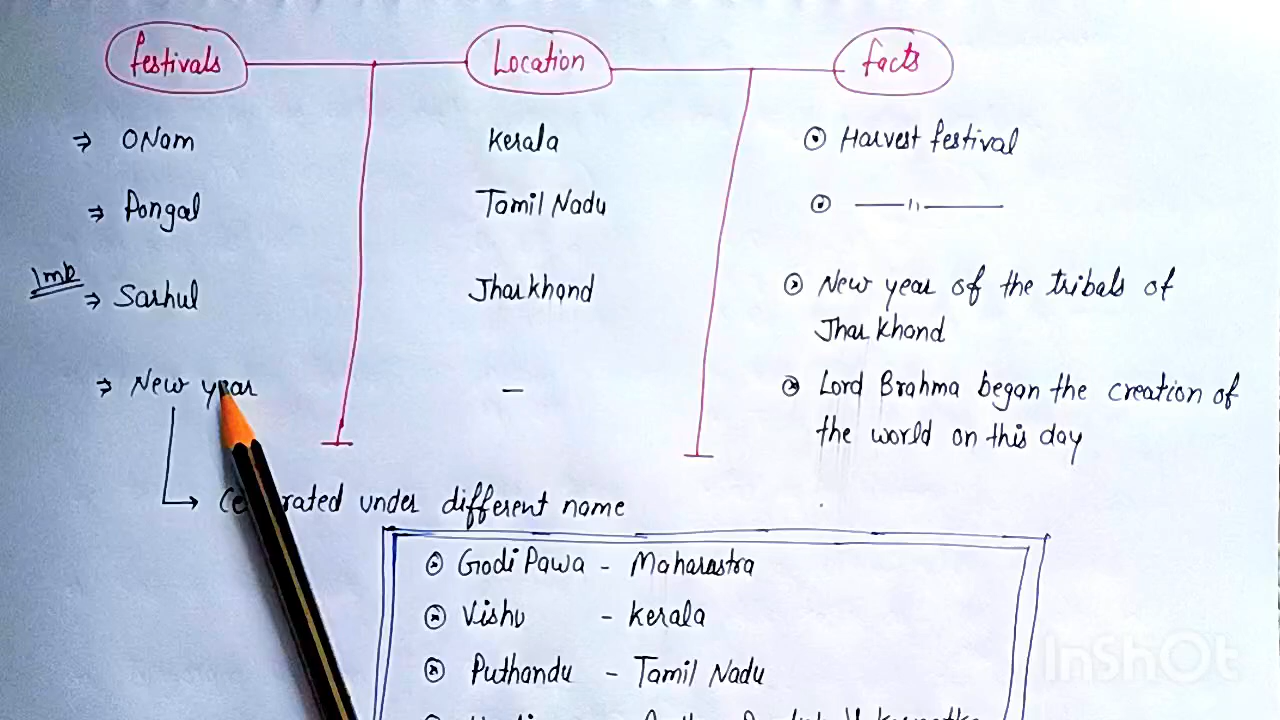 festivals Location facts
⇒ ONam Kerala ⊙ Harvest festival
⇒ Pongal Tamil Nadu ⊙ —— 〃 ——
Imp ⇒ Sarhul Jharkhand ⊙ New year of the tribals of
Jharkhand
⇒ New year — ⊙ Lord Brahma began the creation of
the world on this day
→ under different name
⊙ Godi Pawa - Maharastra
⊙ Vishu - Kerala
⊙ Puthandu - Tamil Nadu
InShOt